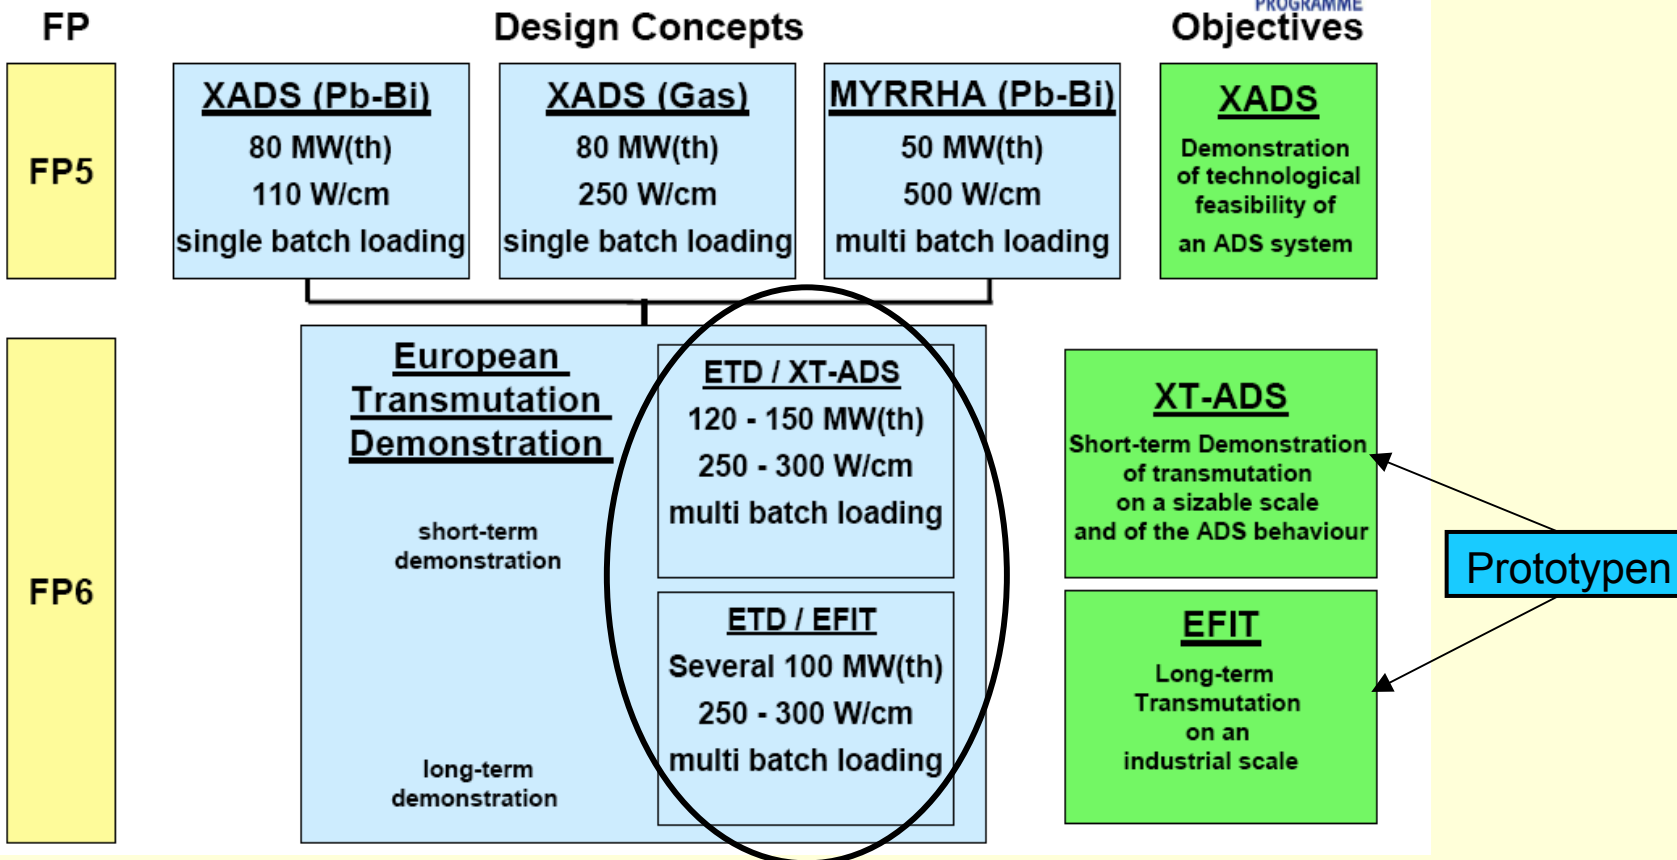 PROGRAMME
FP
Design Concepts
Objectives
FP5
XADS (Pb-Bi)
80 MW(th)
110 W/cm
single batch loading
XADS (Gas)
80 MW(th)
250 W/cm
single batch loading
MYRRHA (Pb-Bi)
50 MW(th)
500 W/cm
multi batch loading
XADS
Demonstration
of technological
feasibility of
an ADS system
FP6
European
Transmutation
Demonstration
short-term
demonstration
long-term
demonstration
ETD / XT-ADS
120 - 150 MW(th)
250 - 300 W/cm
multi batch loading
ETD / EFIT
Several 100 MW(th)
250 - 300 W/cm
multi batch loading
XT-ADS
Short-term Demonstration
of transmutation
on a sizable scale
and of the ADS behaviour
EFIT
Long-term
Transmutation
on an
industrial scale
Prototypen